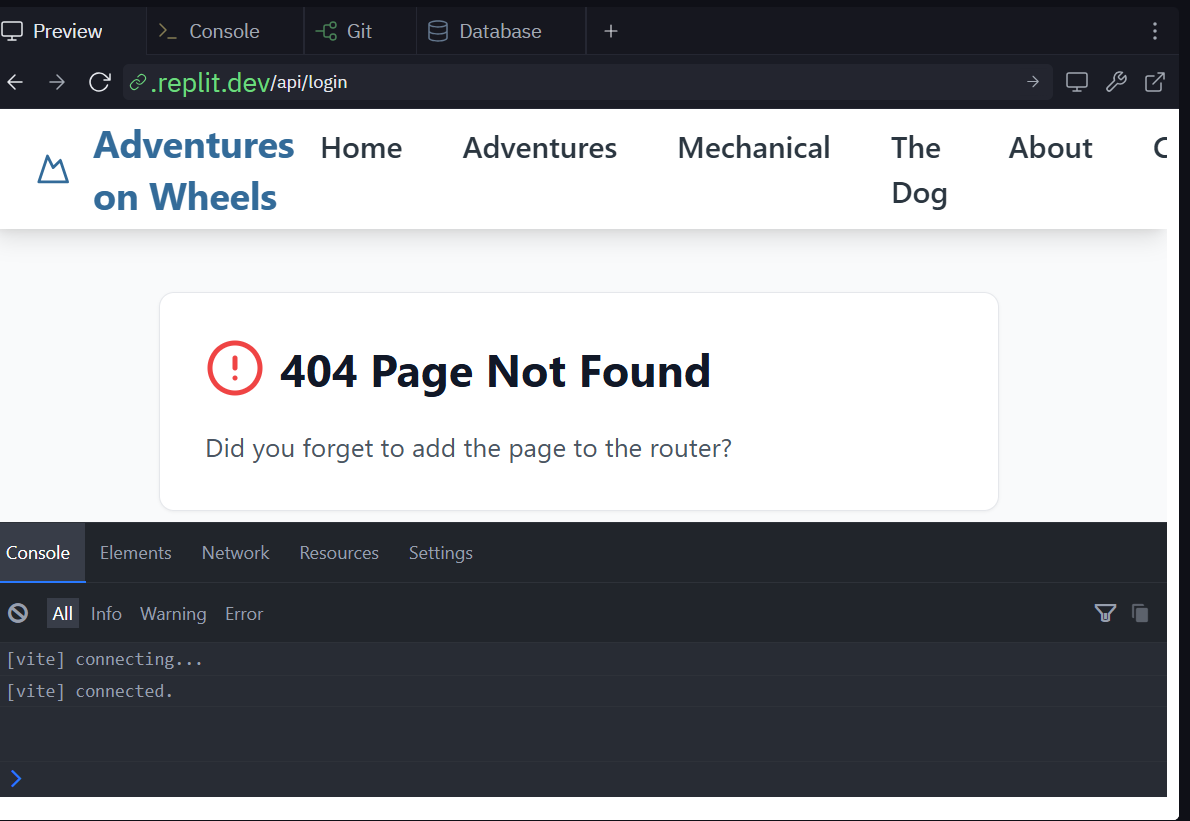 Preview Console Git Database
.replit.dev/api/login
Adventures on Wheels
Home Adventures Mechanical The Dog About
404 Page Not Found
Did you forget to add the page to the router?
Console Elements Network Resources Settings
All Info Warning Error
[vite] connecting...
[vite] connected.